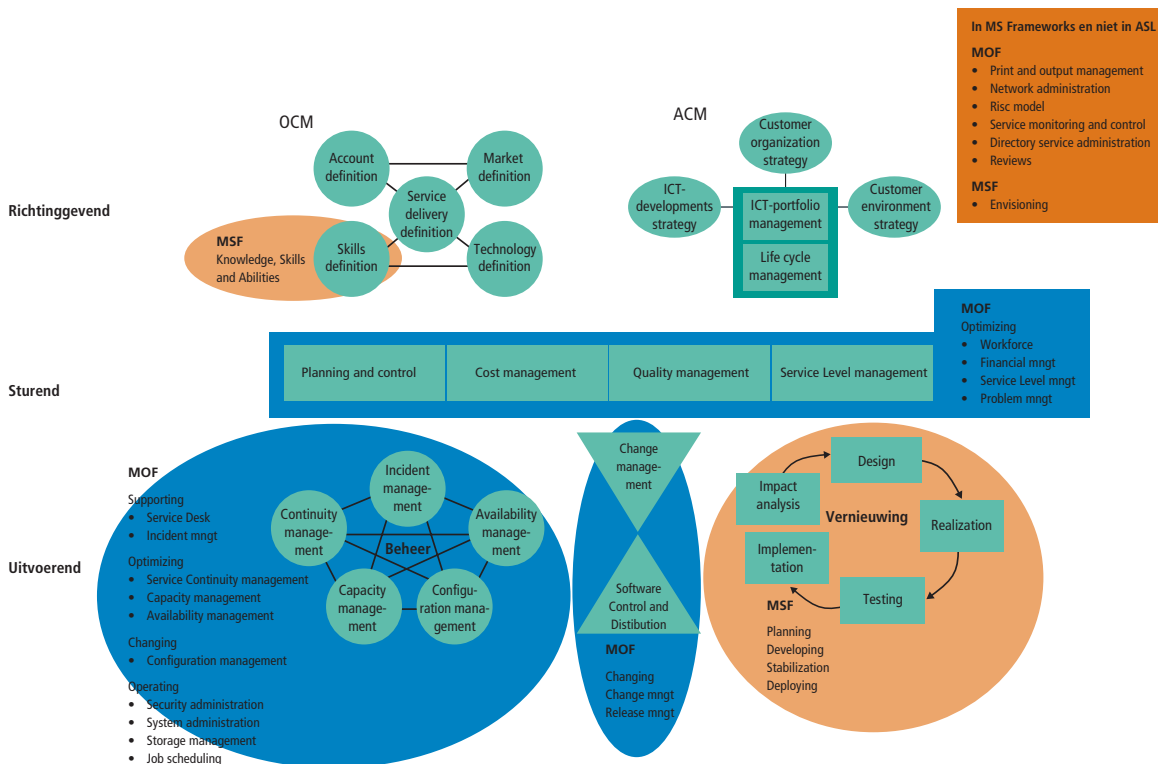 In MS Frameworks en niet in ASL
MOF
• Print and output management
• Network administration
• Risc model
• Service monitoring and control
• Directory service administration
• Reviews
MSF
• Envisioning
OCM
Account
definition
Market
definition
Service
delivery
definition
MSF
Knowledge, Skills
and Abilities
Skills
definition
Technology
definition
ACM
Customer
organization
strategy
ICT-
developments
strategy
ICT-portfolio
management
Customer
environment
strategy
Life cycle
management
Richtinggevend
Sturend
Planning and control
Cost management
Quality management
Service Level management
MOF
Optimizing
• Workforce
• Financial mngt
• Service Level mngt
• Problem mngt
Uitvoerend
MOF
Supporting
• Service Desk
• Incident mngt
Optimizing
• Service Continuity management
• Capacity management
• Availability management
Changing
• Configuration management
Operating
• Security administration
• System administration
• Storage management
• Job scheduling
Incident
manage-
ment
Continuity
manage-
ment
Availability
manage-
ment
Beheer
Capacity
manage-
ment
Configu-
ration mana-
gement
Change
manage-
ment
Software
Control and
Distibution
MOF
Changing
Change mngt
Release mngt
Design
Impact
analysis
Vernieuwing
Realization
Implemen-
tation
Testing
MSF
Planning
Developing
Stabilization
Deploying